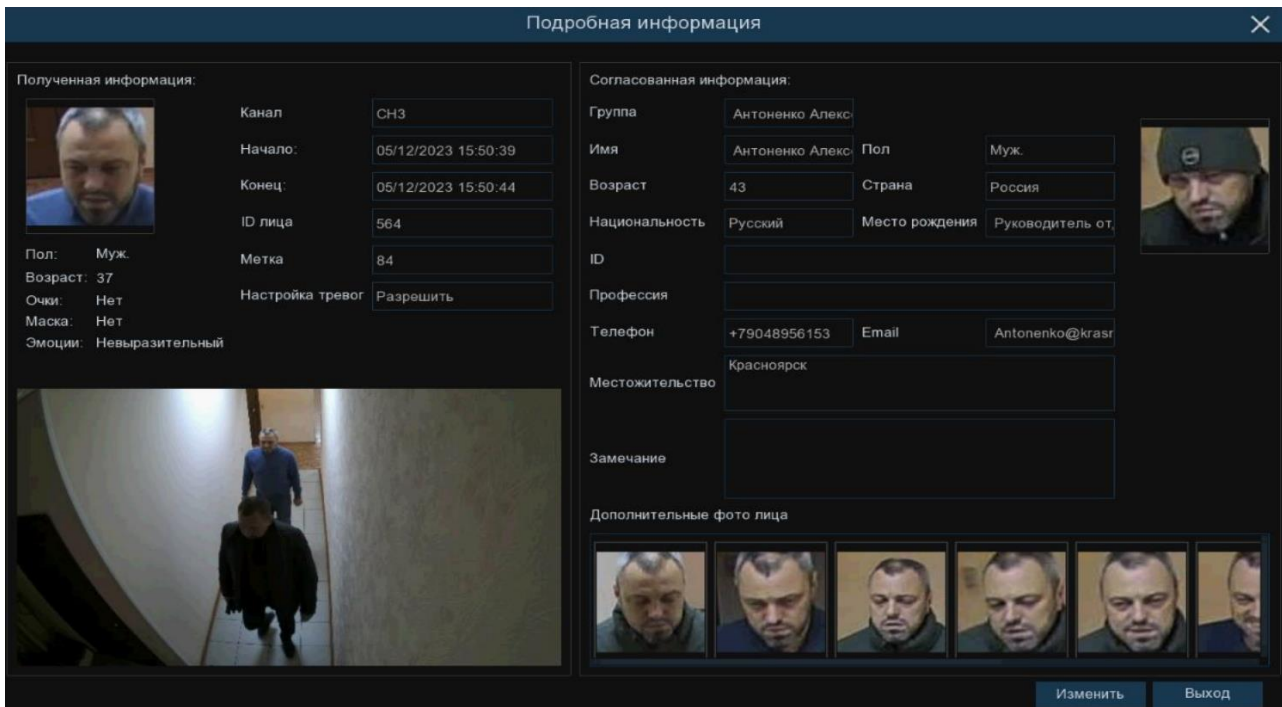 Подробная информация
Полученная информация:
Канал CH3
Начало: 05/12/2023 15:50:39
Конец: 05/12/2023 15:50:44
ID лица 564
Метка 84
Настройка тревог Разрешить
Пол: Муж.
Возраст: 37
Очки: Нет
Маска: Нет
Эмоции: Невыразительный
Согласованная информация:
Группа Антоненко Алекс
Имя Антоненко Алекс Пол Муж.
Возраст 43 Страна Россия
Национальность Русский Место рождения Руководитель от
ID
Профессия
Телефон +79048956153 Email Antonenko@krasr
Местожительство Красноярск
Замечание
Дополнительные фото лица
Изменить Выход